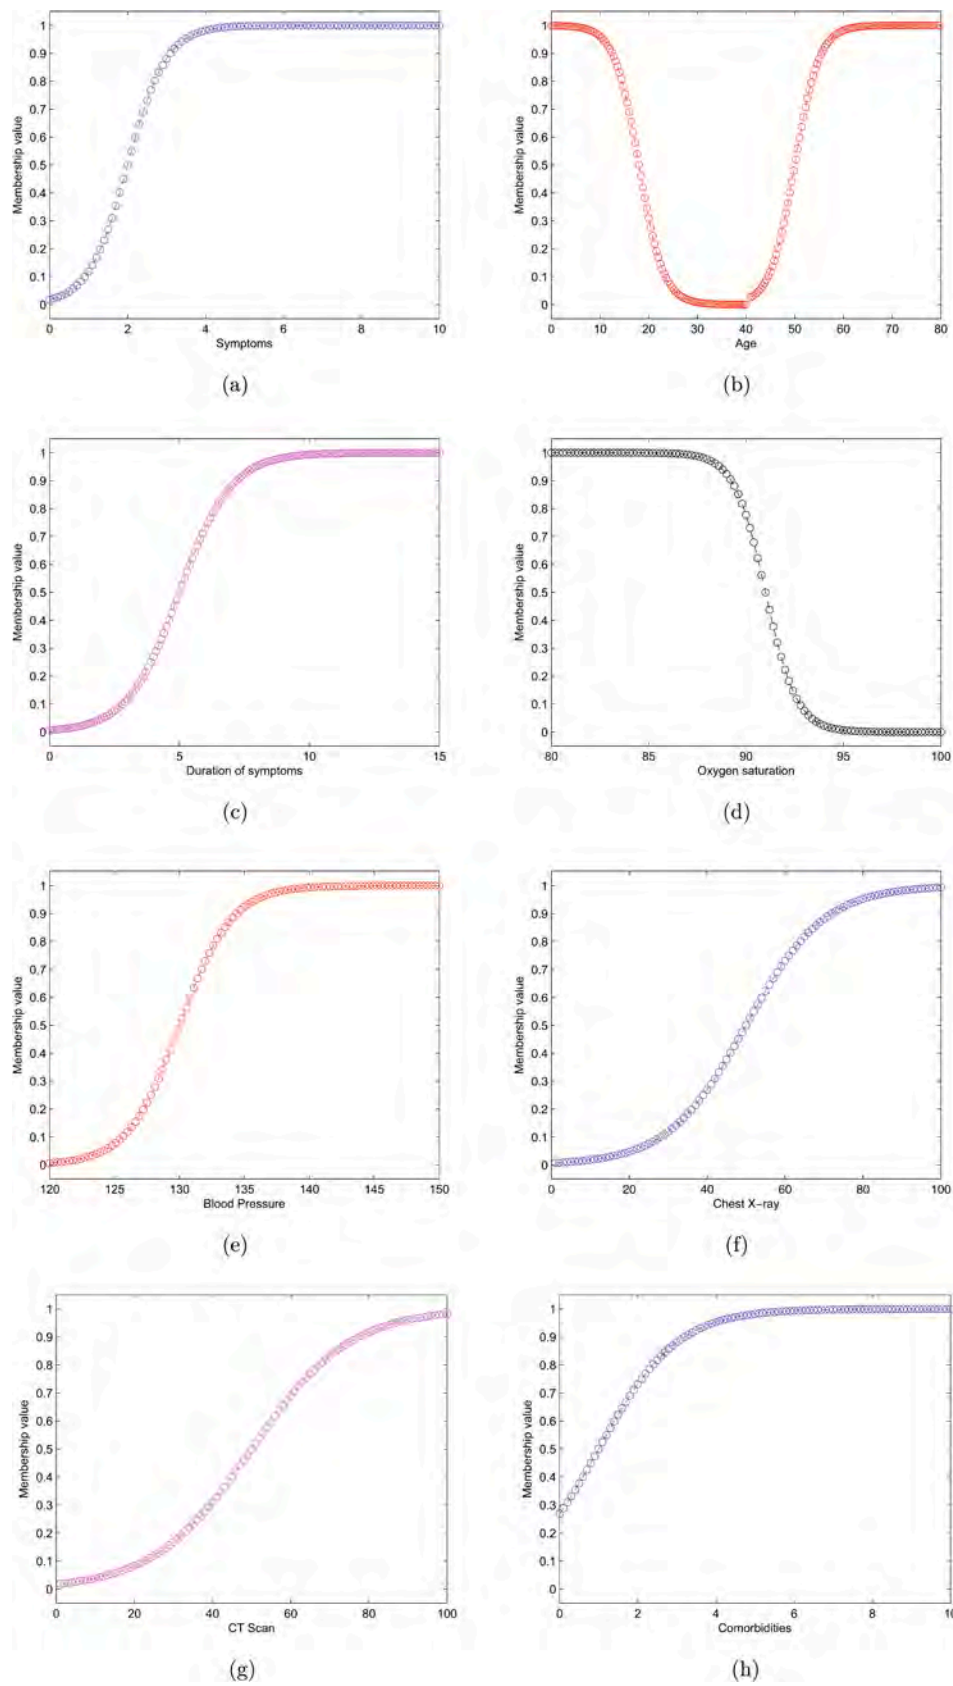 1
0.9
0.8
0.7
0.6
0.5
0.4
0.3
0.2
0.1
0
Membership value
0 2 4 6 8 10
Symptoms
(a)
1
0.9
0.8
0.7
0.6
0.5
0.4
0.3
0.2
0.1
0
Membership value
0 10 20 30 40 50 60 70 80
Age
(b)
1
0.9
0.8
0.7
0.6
0.5
0.4
0.3
0.2
0.1
0
Membership value
0 5 10 15
Duration of symptoms
(c)
1
0.9
0.8
0.7
0.6
0.5
0.4
0.3
0.2
0.1
0
Membership value
80 85 90 95 100
Oxygen saturation
(d)
1
0.9
0.8
0.7
0.6
0.5
0.4
0.3
0.2
0.1
0
Membership value
120 125 130 135 140 145 150
Blood Pressure
(e)
1
0.9
0.8
0.7
0.6
0.5
0.4
0.3
0.2
0.1
0
Membership value
0 20 40 60 80 100
Chest X-ray
(f)
1
0.9
0.8
0.7
0.6
0.5
0.4
0.3
0.2
0.1
0
Membership value
0 20 40 60 80 100
CT Scan
(g)
1
0.9
0.8
0.7
0.6
0.5
0.4
0.3
0.2
0.1
0
Membership value
0 2 4 6 8 10
Comorbidities
(h)